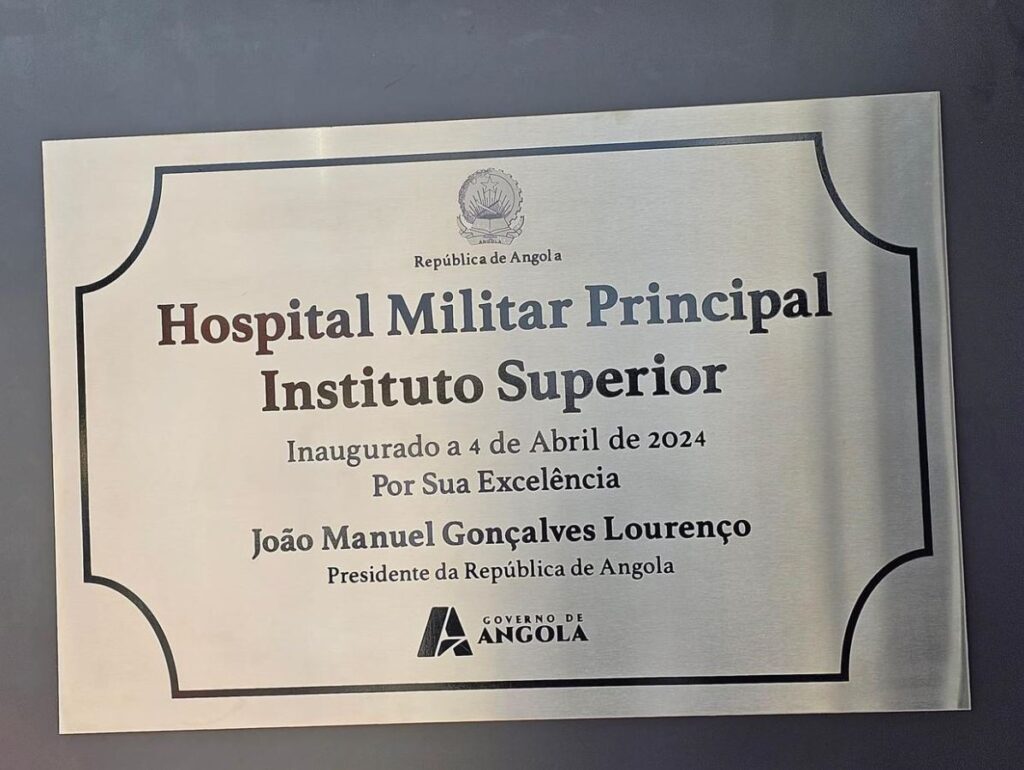 ANGOLA
República de Angola
Hospital Militar Principal
Instituto Superior
Inaugurado a 4 de Abril de 2024
Por Sua Excelência
João Manuel Gonçalves Lourenço
Presidente da República de Angola
GOVERNO DE
ANGOLA